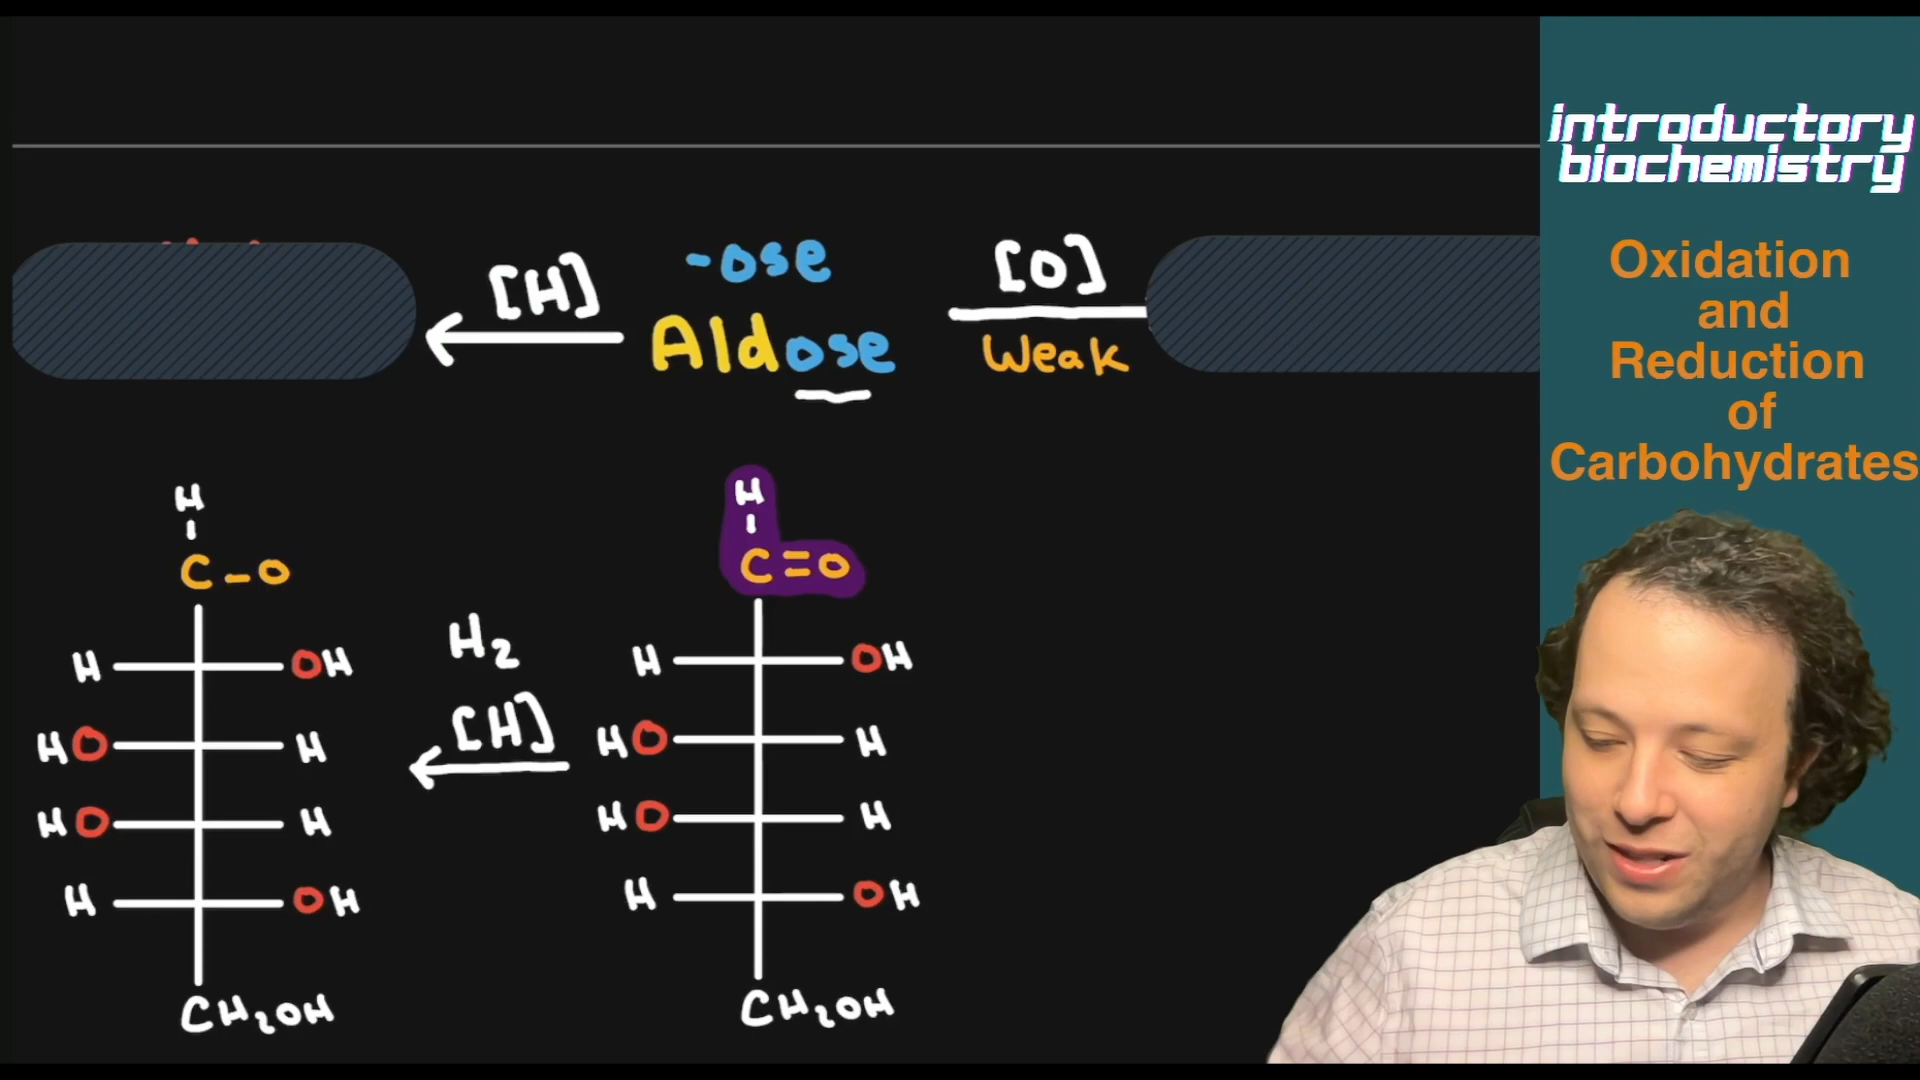 introductory
biochemistry
Oxidation
and
Reduction
of
Carbohydrates
[H]
-ose
Aldose
[O]
Weak
H
C-O
H OH
HO H
HO H
H OH
CH2OH
H2
[H]
H
C=O
H OH
HO H
HO H
H OH
CH2OH